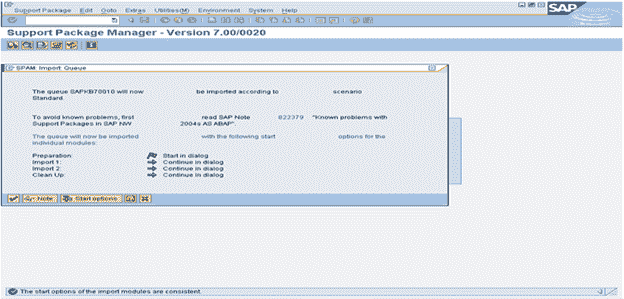 Support Package Edit Goto Extras Utilities(M) Environment System Help
SAP
Support Package Manager - Version 7.00/0020
SPAM: Import: Queue
The queue SAPKB70010 will now be imported according to scenario
Standard.
To avoid known problems, first read SAP Note 822379 "Known problems with
Support Packages in SAP NW 2004s AS ABAP".
The queue will now be imported with the following start options for the
individual modules:
Preparation: Start in dialog
Import 1: Continue in dialog
Import 2: Continue in dialog
Clean Up: Continue in dialog
Note Start options
The start options of the import modules are consistent